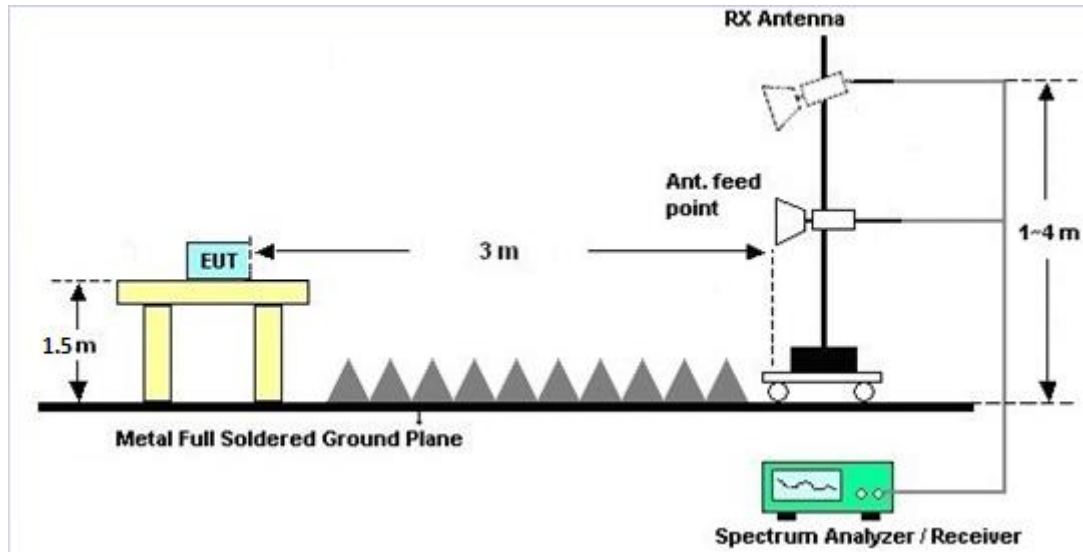 RX Antenna
Ant. feed
point
3 m
1~4 m
EUT
1.5 m
Metal Full Soldered Ground Plane
Spectrum Analyzer / Receiver